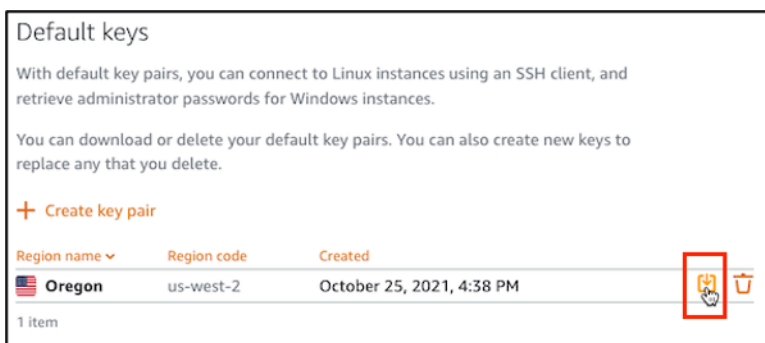 Default keys
With default key pairs, you can connect to Linux instances using an SSH client, and
retrieve administrator passwords for Windows instances.
You can download or delete your default key pairs. You can also create new keys to
replace any that you delete.
+ Create key pair
Region name Region code Created
Oregon us-west-2 October 25, 2021, 4:38 PM
1 item